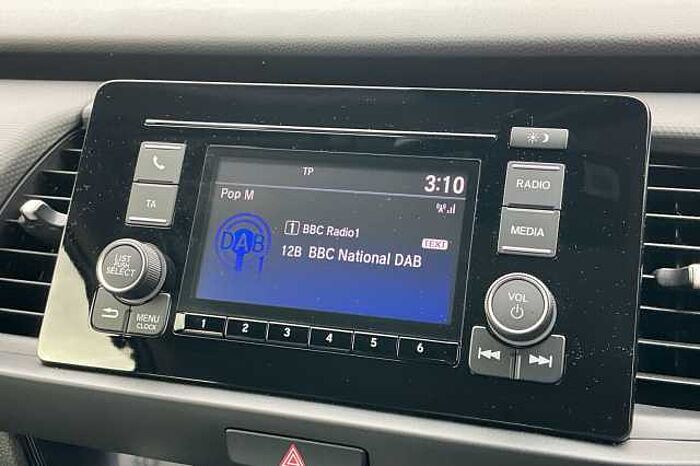 TP
3:10
Pop M
DAB
1
1 BBC Radio1
TEXT
12B BBC National DAB
TA
LIST
PUSH
SELECT
MENU
CLOCK
1 2 3 4 5 6
RADIO
MEDIA
VOL